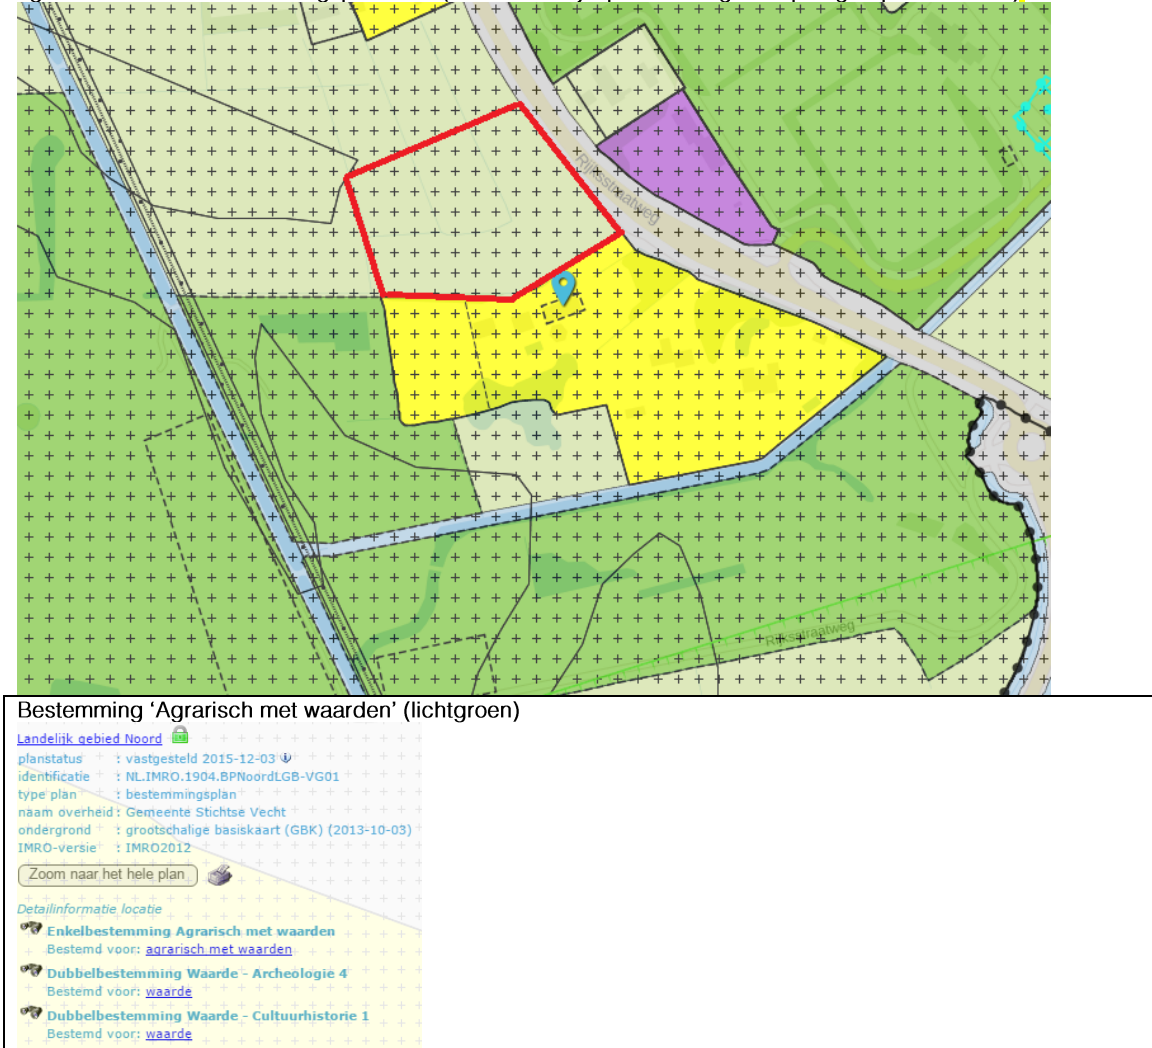 Rijksstraatweg
Rijksstraatweg
Bestemming ‘Agrarisch met waarden’ (lichtgroen)
Landelijk gebied Noord
planstatus : vastgesteld 2015-12-03
identificatie : NL.IMRO.1904.BPNoordLGB-VG01
type plan : bestemmingsplan
naam overheid : Gemeente Stichtse Vecht
ondergrond : grootschalige basiskaart (GBK) (2013-10-03)
IMRO-versie : IMRO2012
Zoom naar het hele plan
Detailinformatie locatie
Enkelbestemming Agrarisch met waarden
Bestemd voor: agrarisch met waarden
Dubbelbestemming Waarde - Archeologie 4
Bestemd voor: waarde
Dubbelbestemming Waarde - Cultuurhistorie 1
Bestemd voor: waarde